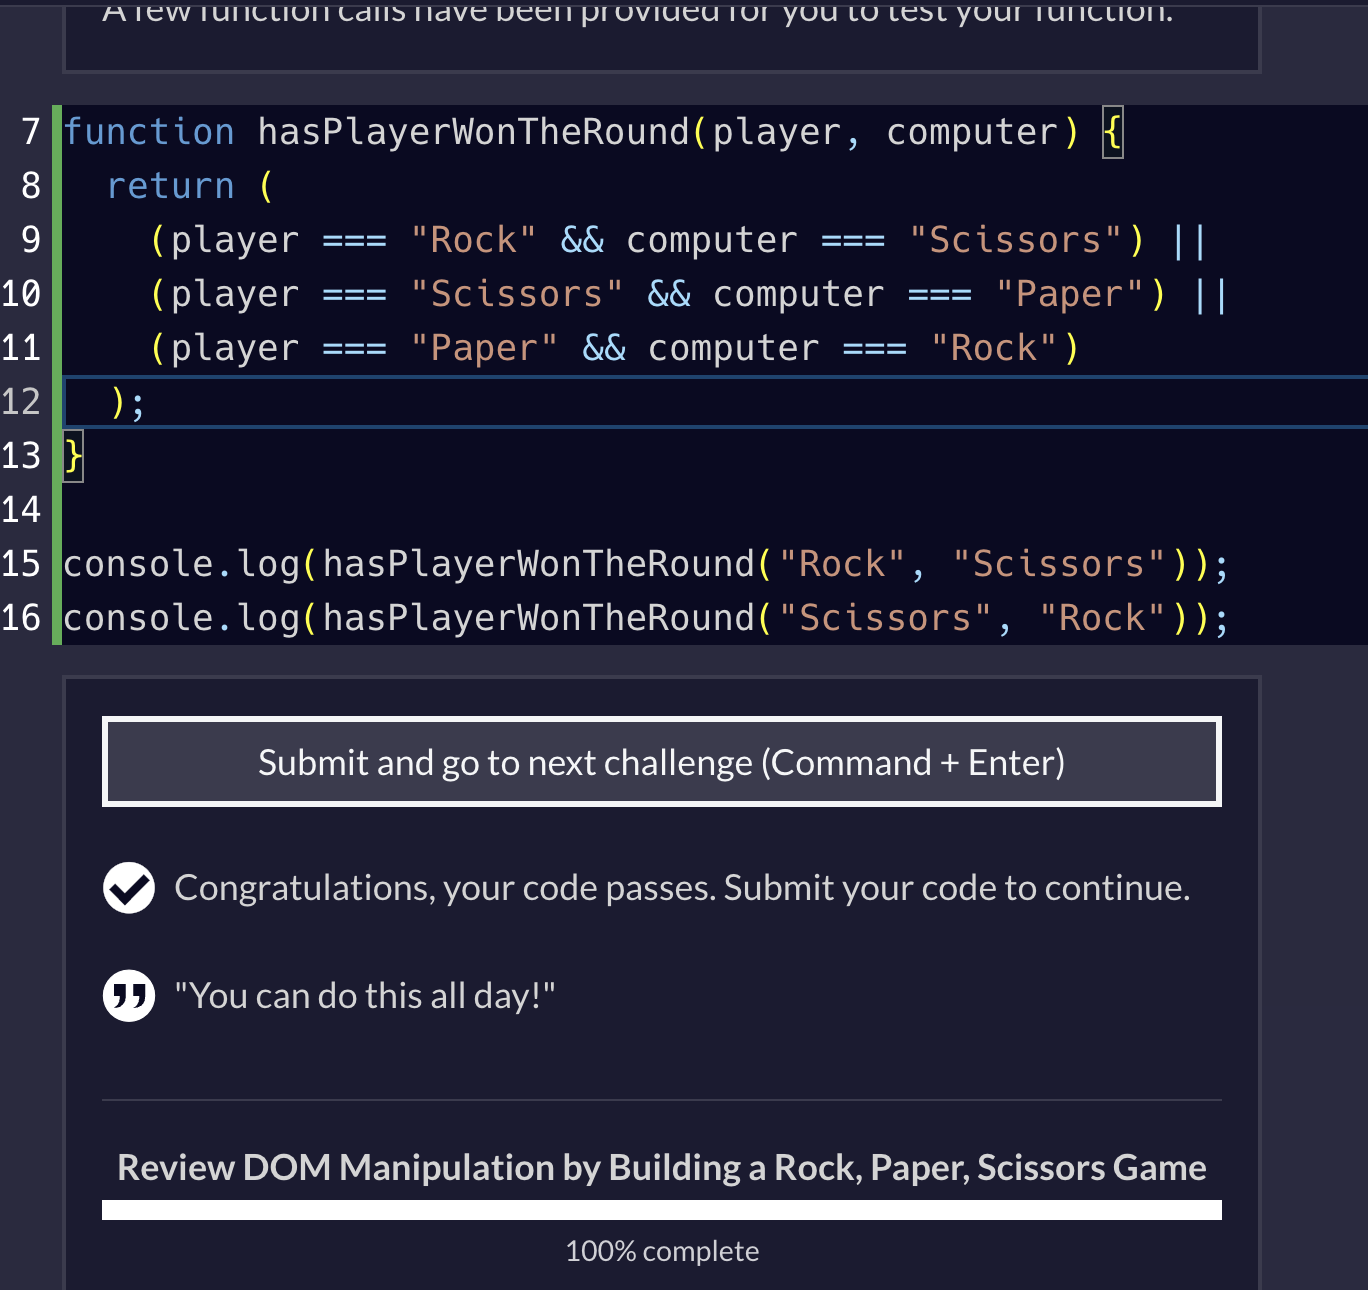 A few function calls have been provided for you to test your function.
7 function hasPlayerWonTheRound(player, computer) {
8   return (
9     (player === "Rock" && computer === "Scissors") ||
10     (player === "Scissors" && computer === "Paper") ||
11     (player === "Paper" && computer === "Rock")
12   );
13 }
14
15 console.log(hasPlayerWonTheRound("Rock", "Scissors"));
16 console.log(hasPlayerWonTheRound("Scissors", "Rock"));
Submit and go to next challenge (Command + Enter)
Congratulations, your code passes. Submit your code to continue.
"You can do this all day!"
Review DOM Manipulation by Building a Rock, Paper, Scissors Game
100% complete